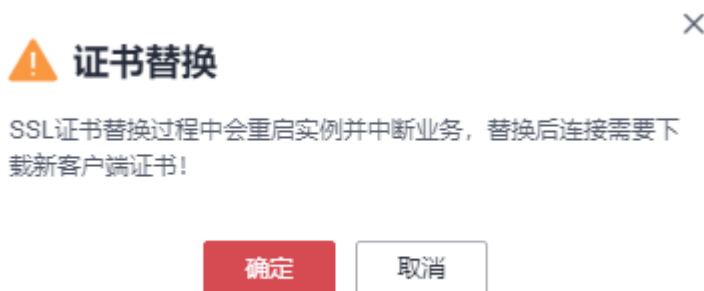 证书替换
SSL证书替换过程中会重启实例并中断业务，替换后连接需要下
载新客户端证书！
确定
取消